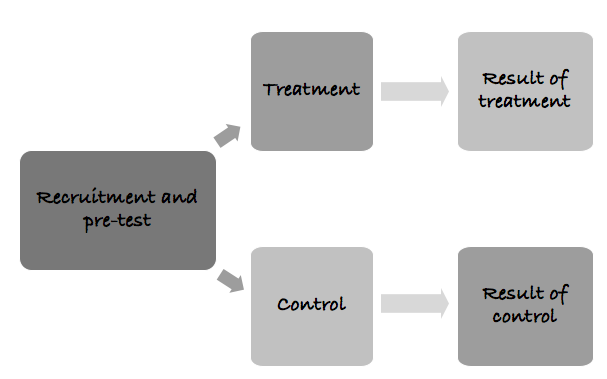 Treatment
Result of
treatment
Recruitment and
pre-test
Control
Result of
control